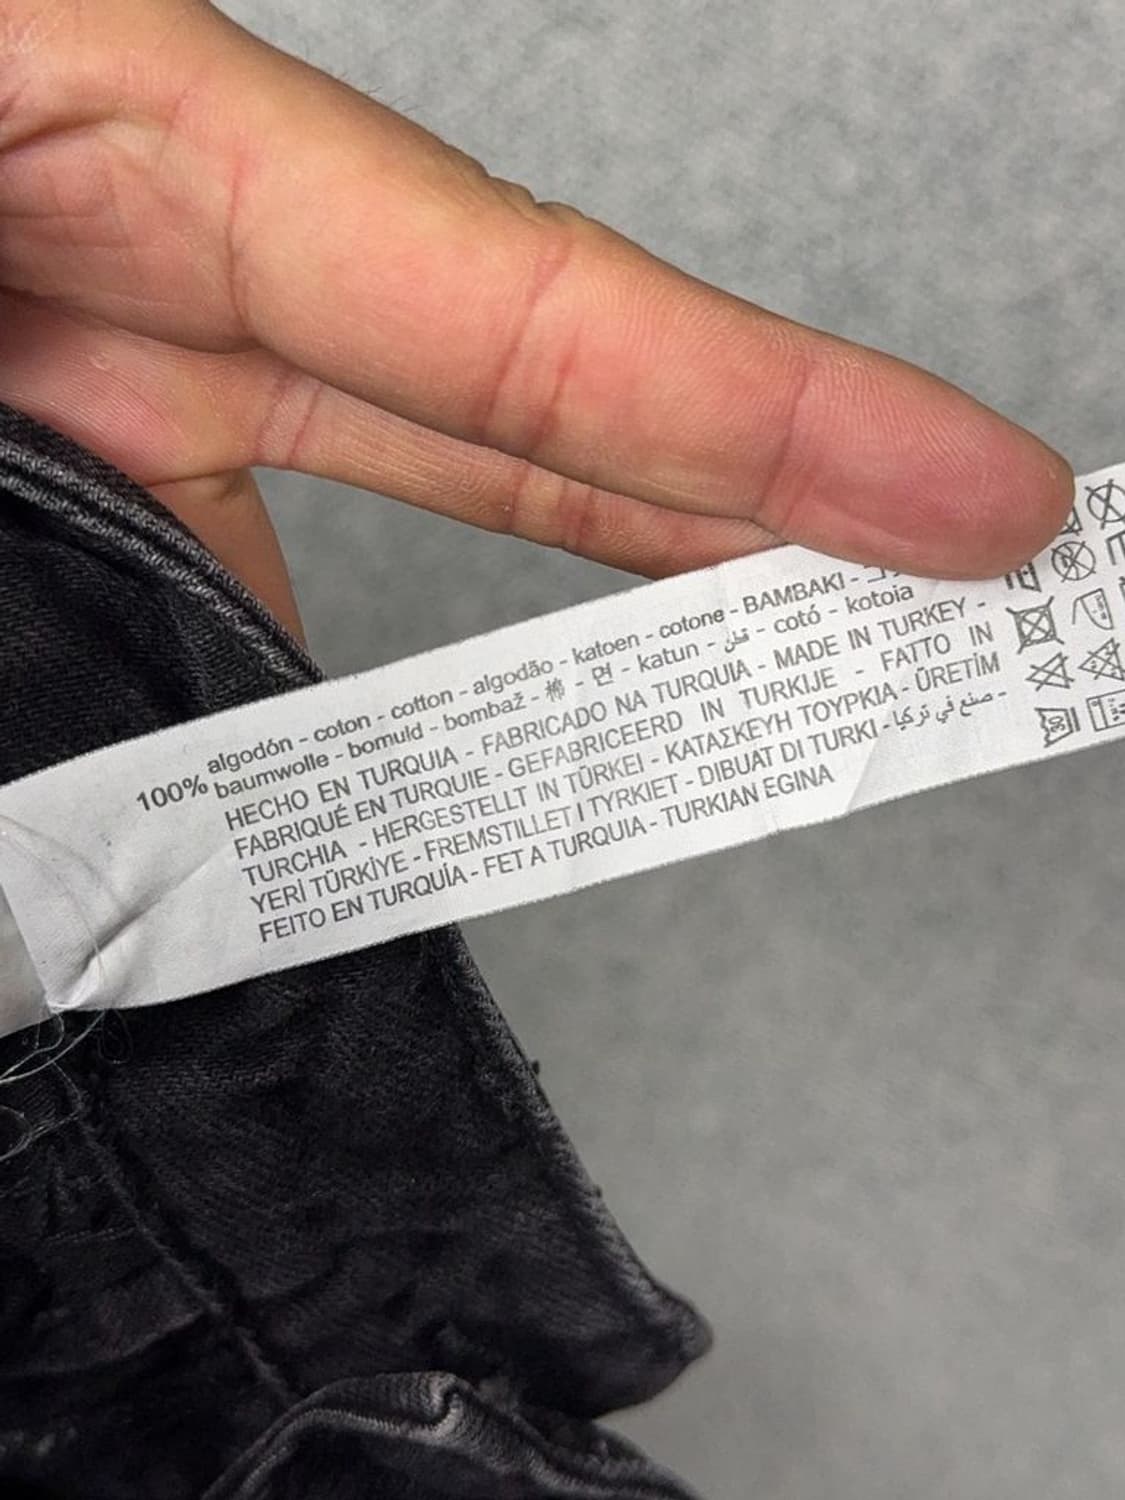 100% algodón - coton - cotton - algodão - katoen - cotone - BAMBAKI -
baumwolle - bomuld - bombaž - 棉 - 면 - katun - قطن - cotó - kotoia
HECHO EN TURQUIA - FABRICADO NA TURQUIA - MADE IN TURKEY -
FABRIQUÉ EN TURQUIE - GEFABRICEERD IN TURKIJE - FATTO IN
TURCHIA - HERGESTELLT IN TÜRKEI - ΚΑΤΑΣΚΕΥΗ ΤΟΥΡΚΙΑ - ÜRETİM
YERİ TÜRKİYE - FREMSTILLET I TYRKIET - DIBUAT DI TURKI - صنع في تركيا -
FEITO EN TURQUÍA - FET A TURQUIA - TURKIAN EGINA
30